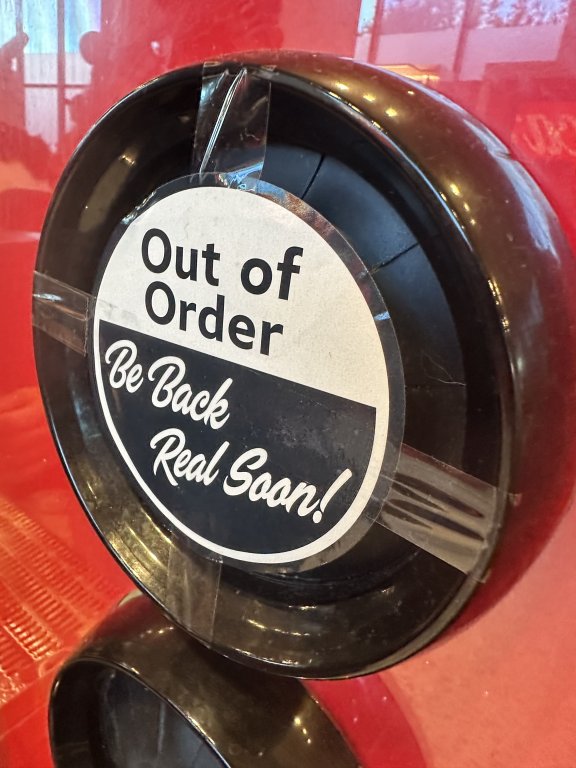 Out of
Order
Be Back
Real Soon!